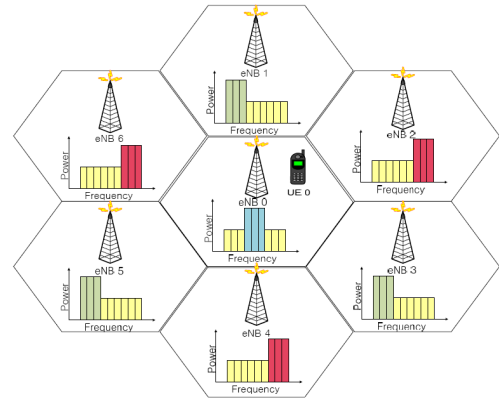 eNB 1
Power
Frequency
eNB 6
Power
Frequency
eNB 2
Power
Frequency
eNB 0
UE 0
Power
Frequency
eNB 5
Power
Frequency
eNB 3
Power
Frequency
eNB 4
Power
Frequency